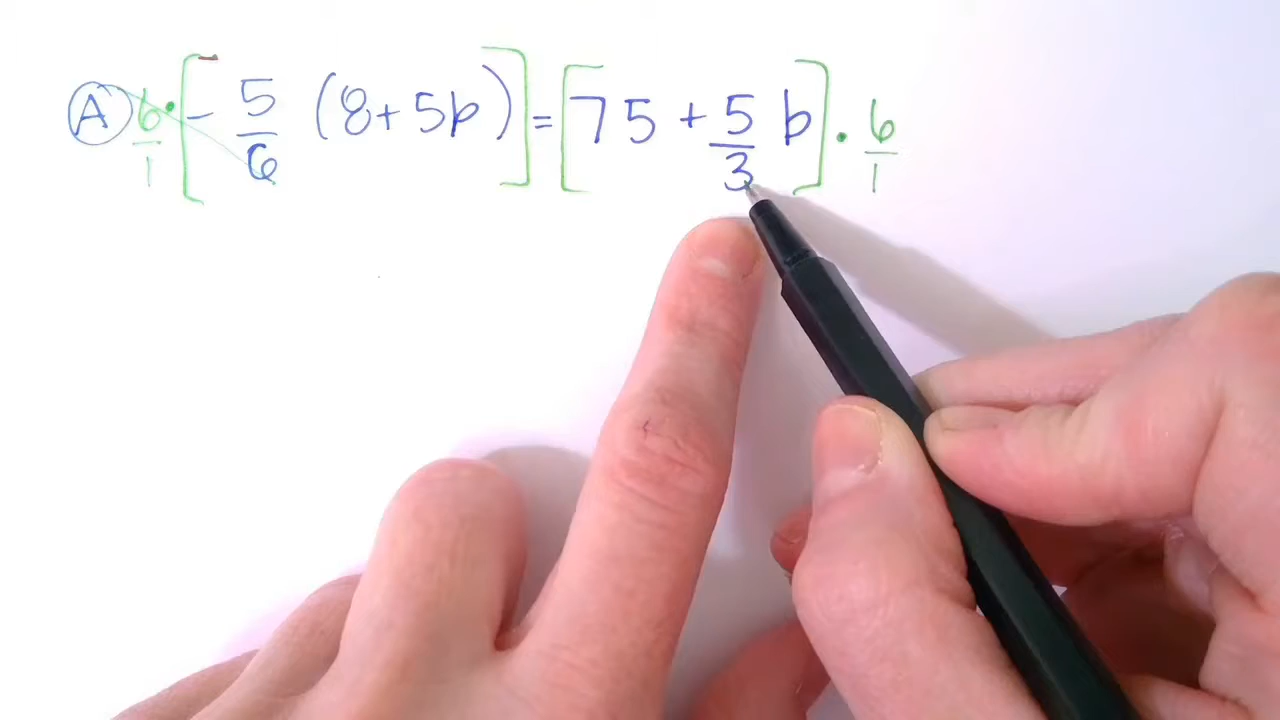 A 6/1 · [ - 5/6 (8+5b) ] = [ 75 + 5/3 b ] · 6/1